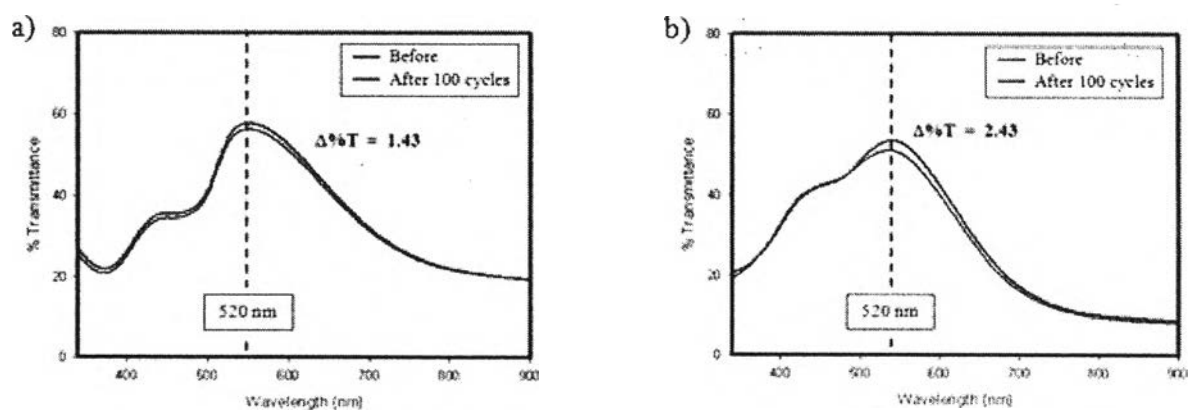 a)
80
60
40
20
0
% Transmittance
Before
After 100 cycles
Δ%T = 1.43
520 nm
400 500 600 700 800 900
Wavelength (nm)
b)
80
60
40
20
0
% Transmittance
Before
After 100 cycles
Δ%T = 2.43
520 nm
400 500 600 700 800 900
Wavelength (nm)